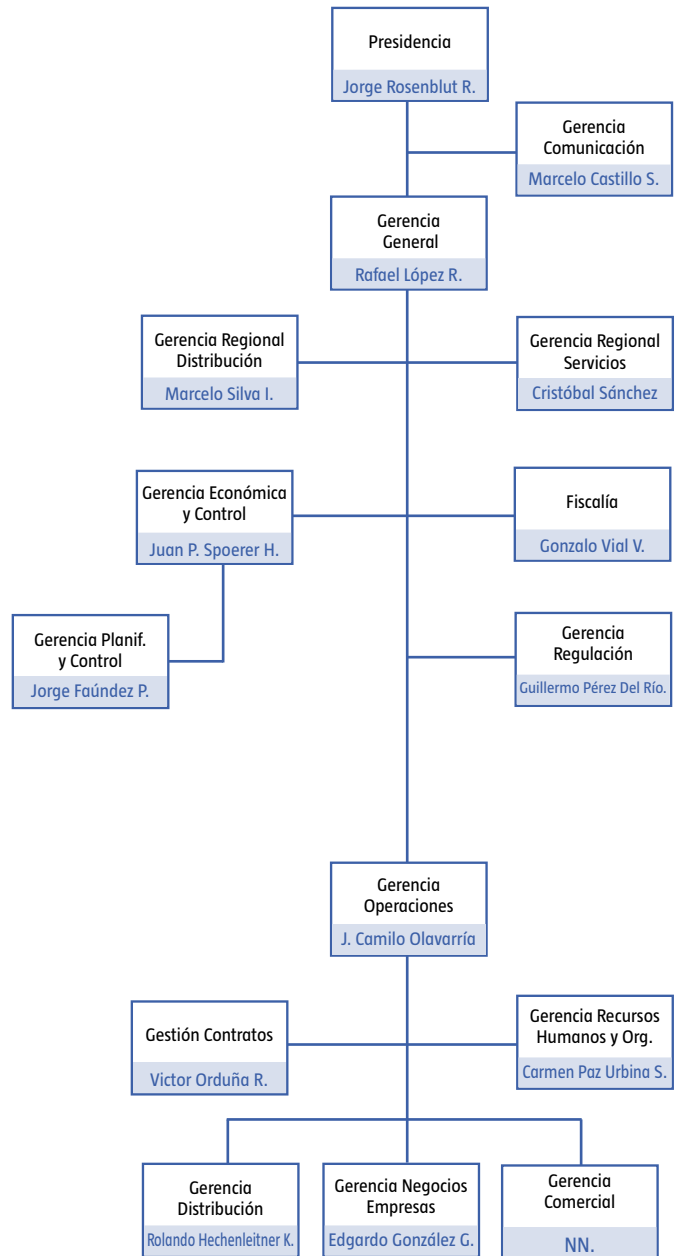 Presidencia
Jorge Rosenblut R.
Gerencia
Comunicación
Marcelo Castillo S.
Gerencia
General
Rafael López R.
Gerencia Regional
Distribución
Marcelo Silva I.
Gerencia Regional
Servicios
Cristóbal Sánchez
Gerencia Económica
y Control
Juan P. Spoerer H.
Fiscalía
Gonzalo Vial V.
Gerencia Planif.
y Control
Jorge Faúndez P.
Gerencia
Regulación
Guillermo Pérez Del Río.
Gerencia
Operaciones
J. Camilo Olavarría
Gestión Contratos
Victor Orduña R.
Gerencia Recursos
Humanos y Org.
Carmen Paz Urbina S.
Gerencia
Distribución
Rolando Hechenleitner K.
Gerencia Negocios
Empresas
Edgardo González G.
Gerencia
Comercial
NN.